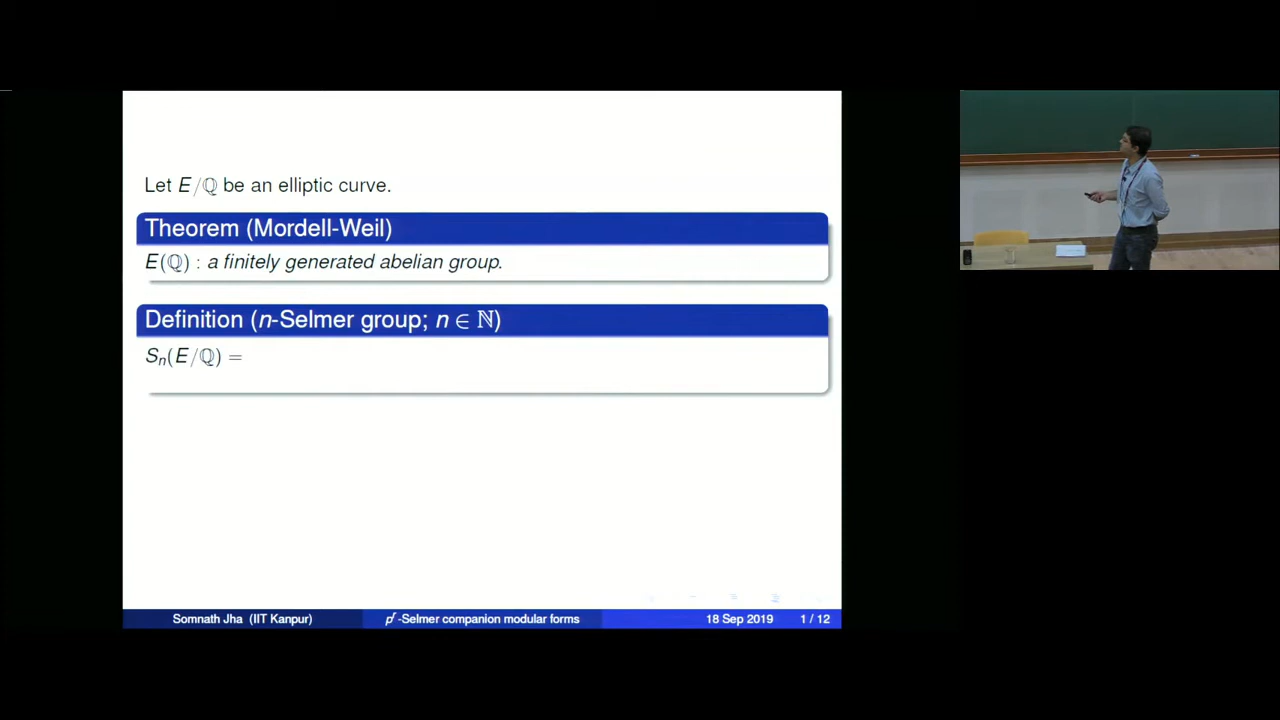 Let E/ℚ be an elliptic curve.
Theorem (Mordell-Weil)
E(ℚ) : a finitely generated abelian group.
Definition (n-Selmer group; n ∈ ℕ)
Sₙ(E/ℚ) =
Somnath Jha (IIT Kanpur) pʳ-Selmer companion modular forms 18 Sep 2019 1 / 12